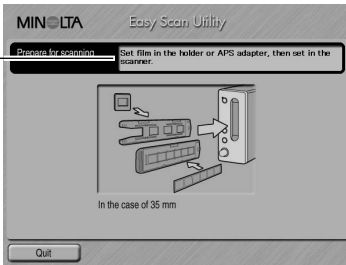 MINOLTA
Easy Scan Utility
Prepare for scanning
Set film in the holder or APS adapter, then set in the
scanner.
In the case of 35 mm
Quit